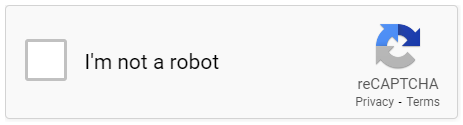 I'm not a robot
reCAPTCHA
Privacy - Terms